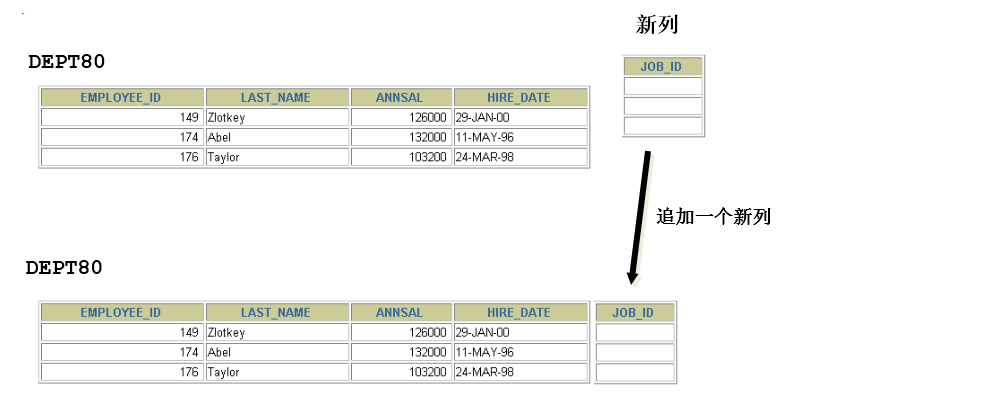 新列
DEPT80
JOB_ID
EMPLOYEE_ID LAST_NAME ANNSAL HIRE_DATE
149 Zlotkey 126000 29-JAN-00
174 Abel 132000 11-MAY-96
176 Taylor 103200 24-MAR-98
追加一个新列
DEPT80
EMPLOYEE_ID LAST_NAME ANNSAL HIRE_DATE JOB_ID
149 Zlotkey 126000 29-JAN-00
174 Abel 132000 11-MAY-96
176 Taylor 103200 24-MAR-98